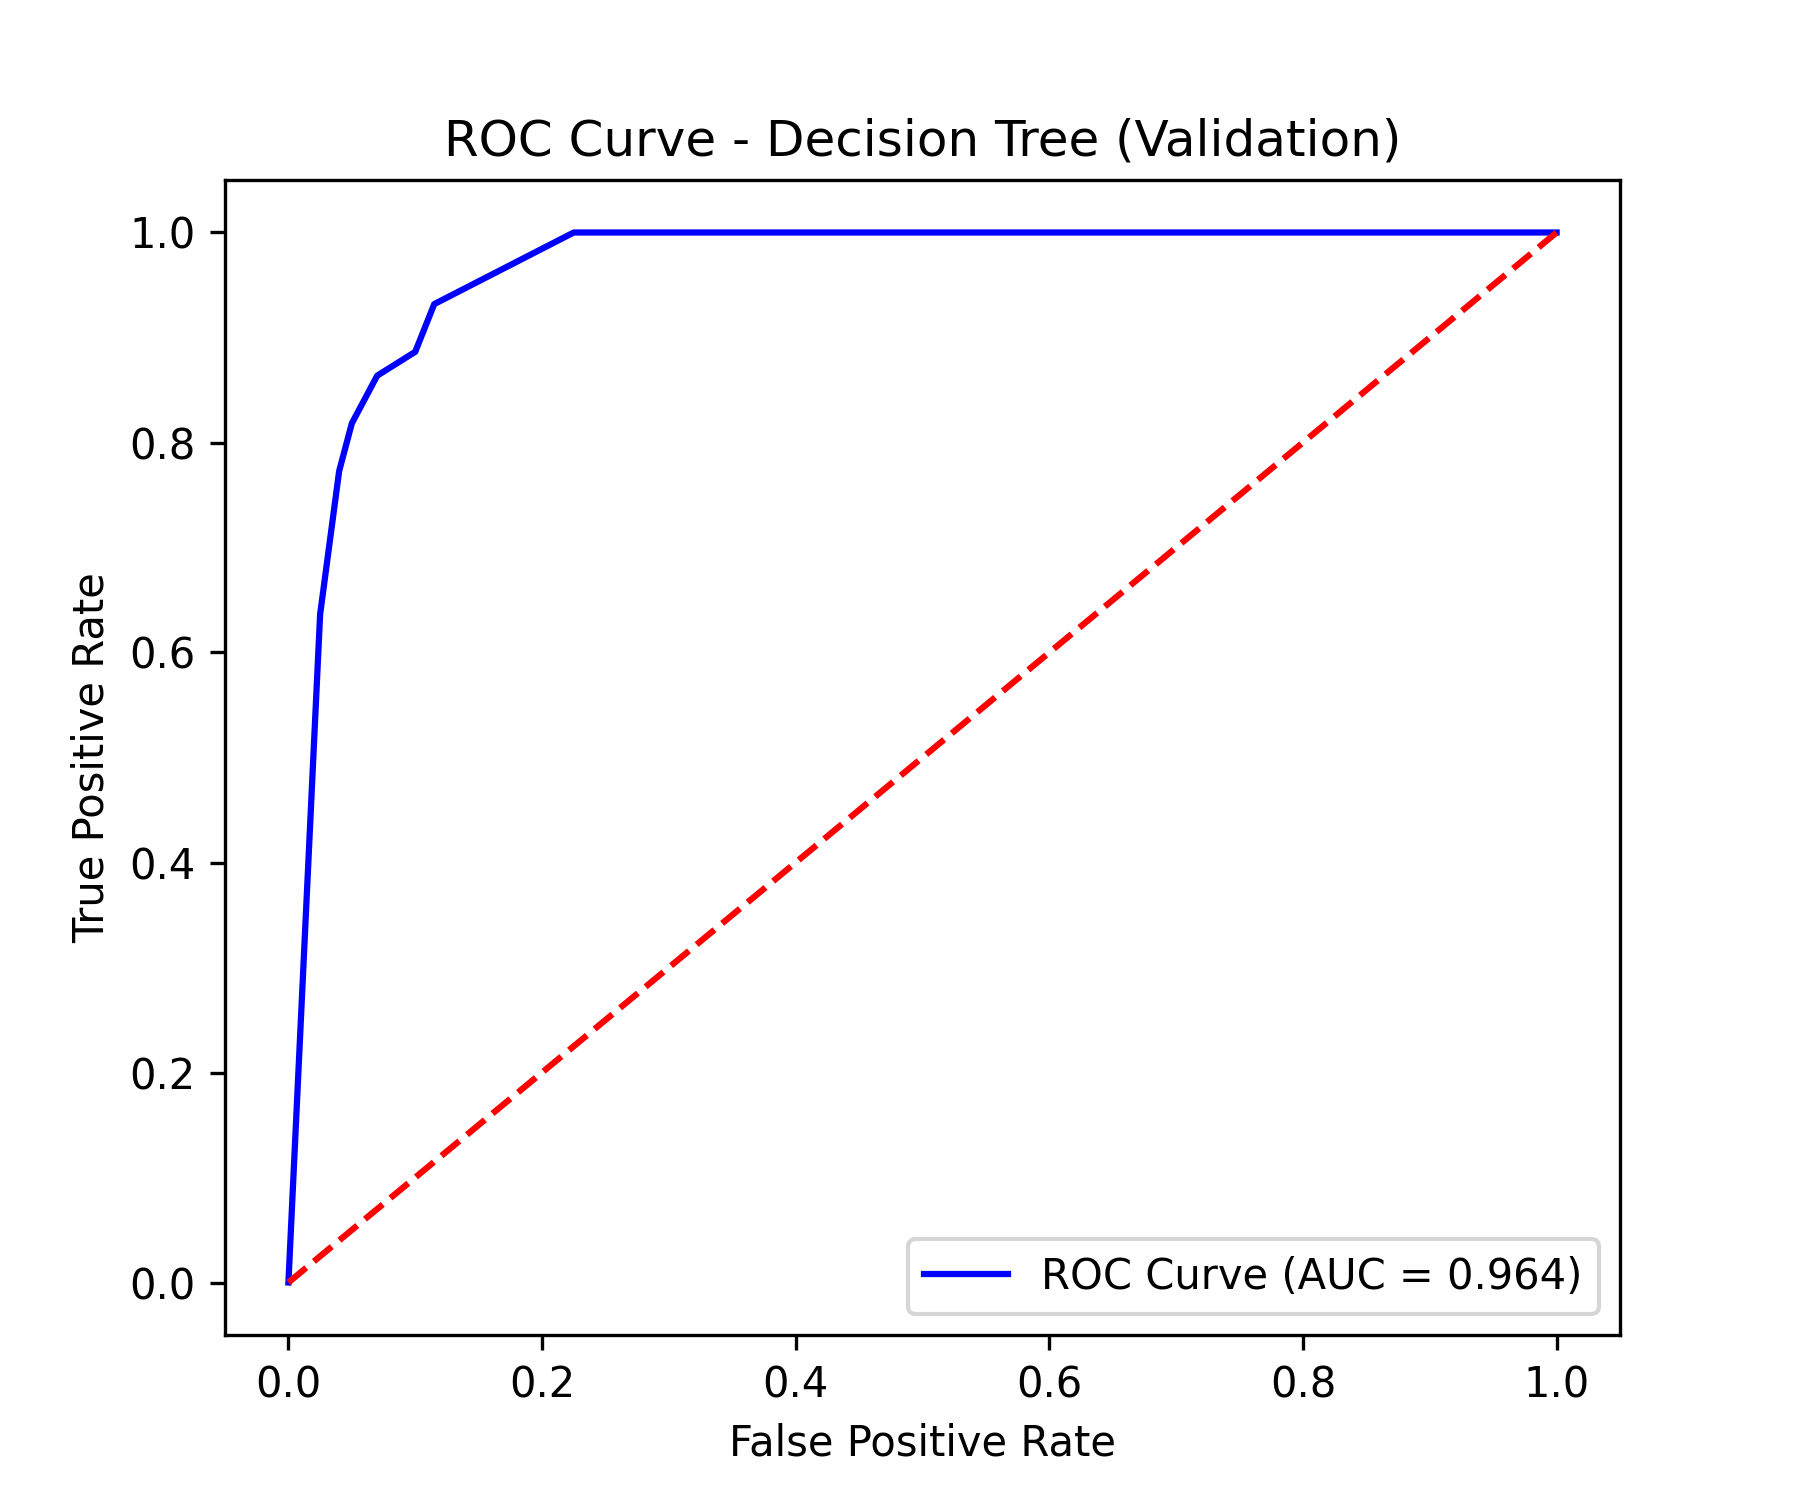 ROC Curve - Decision Tree (Validation)
True Positive Rate
1.0
0.8
0.6
0.4
0.2
0.0
ROC Curve (AUC = 0.964)
0.0 0.2 0.4 0.6 0.8 1.0
False Positive Rate